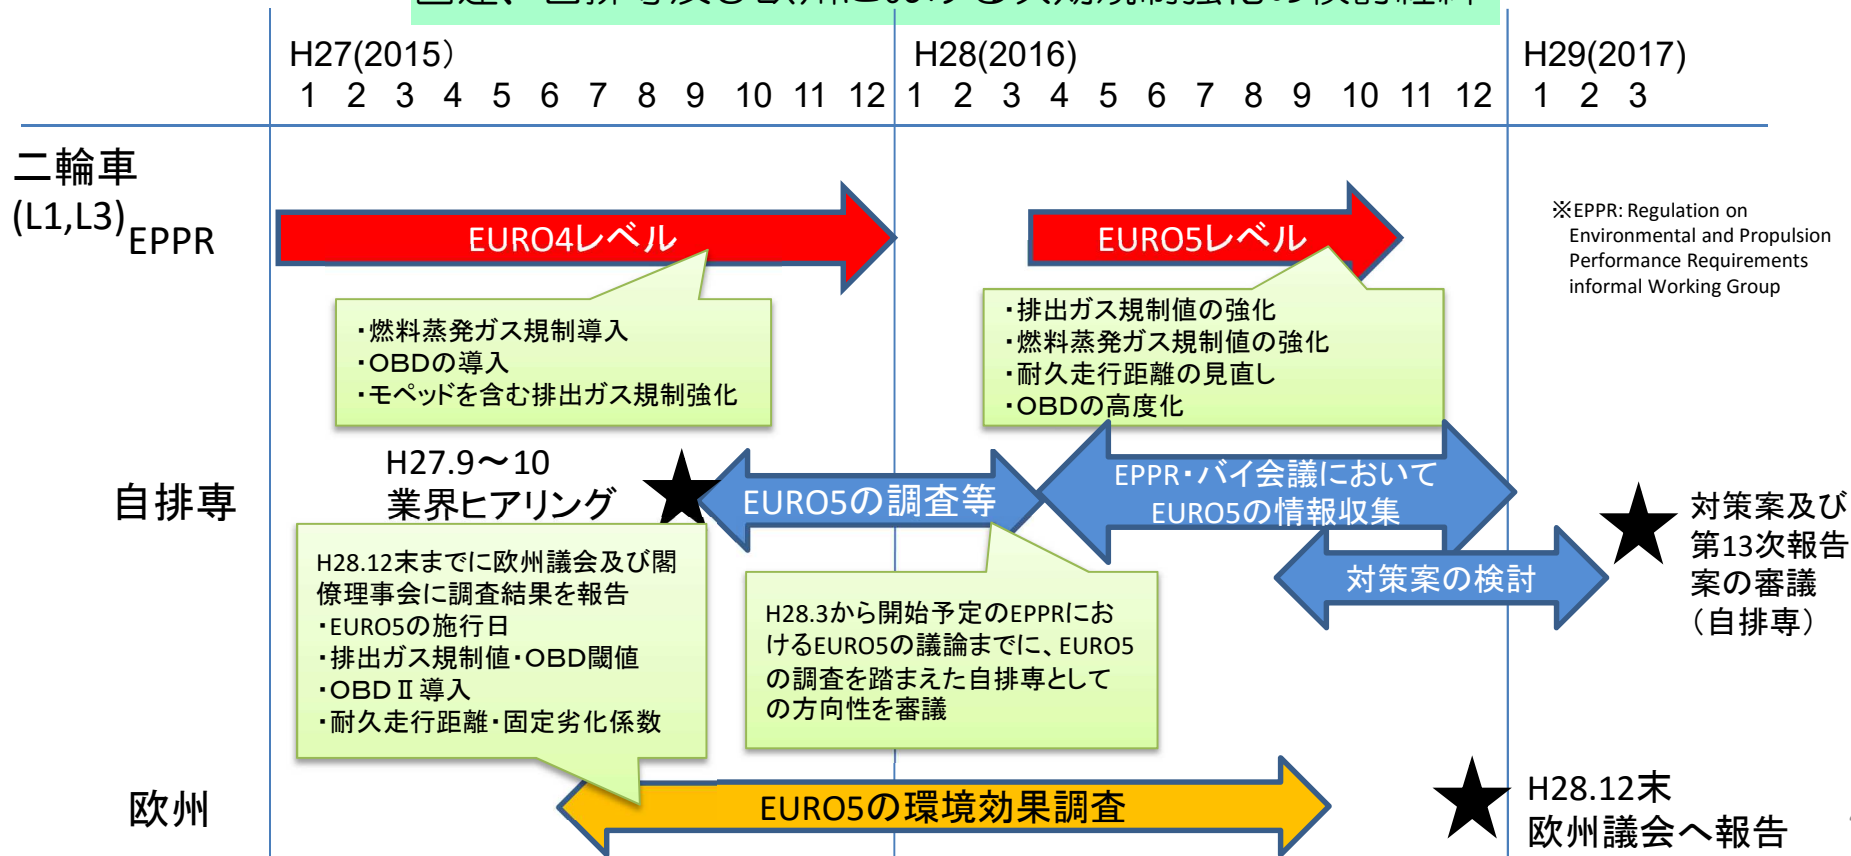 H27(2015)
H28(2016)
H29(2017)
1 2 3 4 5 6 7 8 9 10 11 12 1 2 3 4 5 6 7 8 9 10 11 12 1 2 3
二輪車
(L1,L3)
EPPR
EURO4レベル
EURO5レベル
※EPPR: Regulation on
Environmental and Propulsion
Performance Requirements
informal Working Group
・燃料蒸発ガス規制導入
・OBDの導入
・モペッドを含む排出ガス規制強化
・排出ガス規制値の強化
・燃料蒸発ガス規制値の強化
・耐久走行距離の見直し
・OBDの高度化
自排専
H27.9～10
業界ヒアリング
EURO5の調査等
EPPR・バイ会議において
EURO5の情報収集
対策案の検討
対策案及び
第13次報告
案の審議
（自排専）
H28.12末までに欧州議会及び閣
僚理事会に調査結果を報告
・EURO5の施行日
・排出ガス規制値・OBD閾値
・OBDⅡ導入
・耐久走行距離・固定劣化係数
H28.3から開始予定のEPPRにお
けるEURO5の議論までに、EURO5
の調査を踏まえた自排専として
の方向性を審議
欧州
EURO5の環境効果調査
H28.12末
欧州議会へ報告